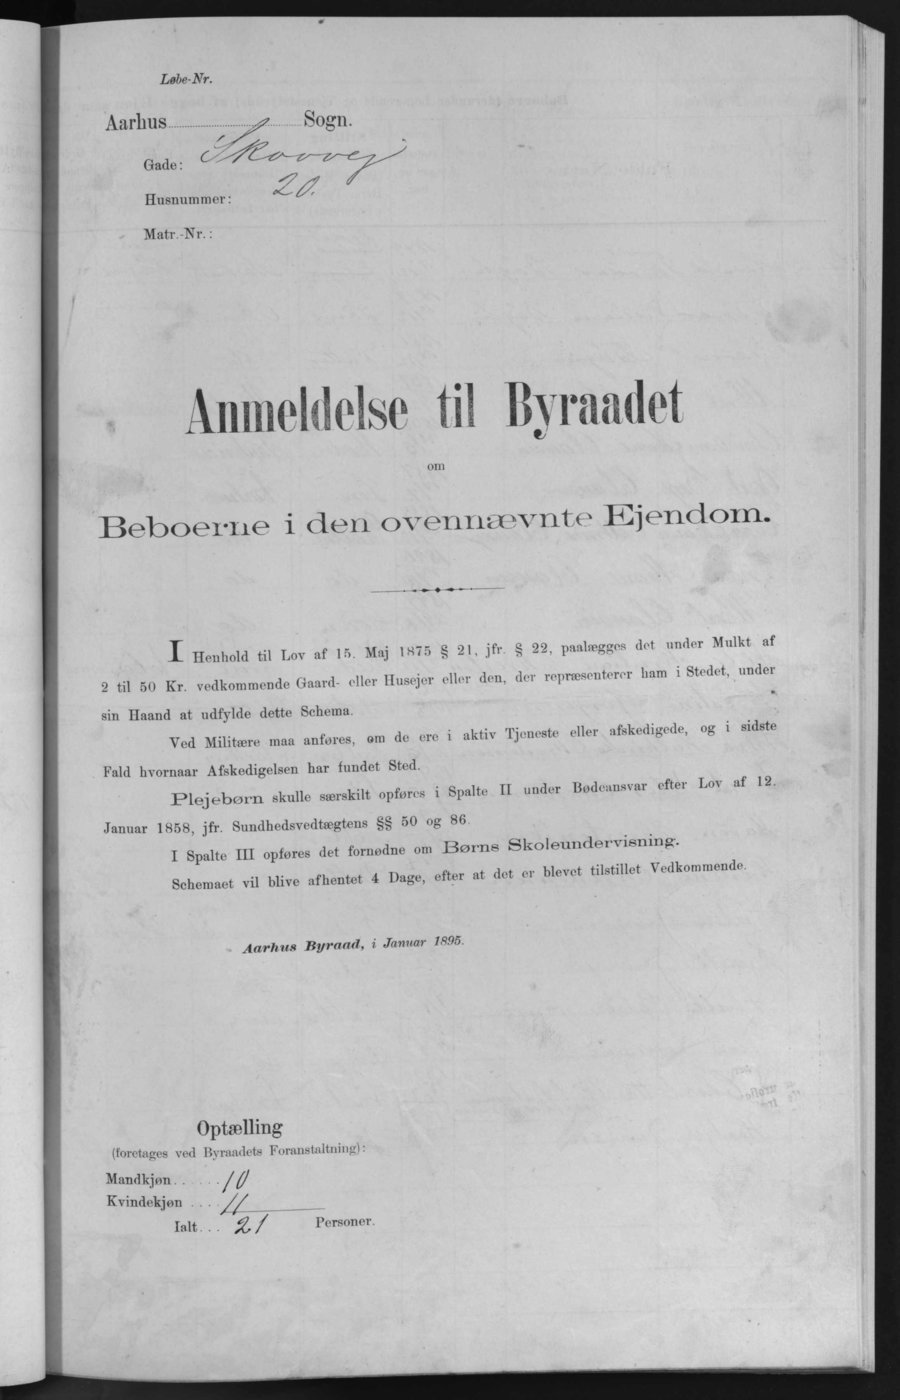 Løbe-Nr.
Aarhus Sogn.
Gade: Skovvej
Husnummer: 20.
Matr.-Nr.:
Anmeldelse til Byraadet
om
Beboerne i den ovennævnte Ejendom.
I Henhold til Lov af 15. Maj 1875 § 21, jfr. § 22, paalægges det under Mulkt af
2 til 50 Kr. vedkommende Gaard- eller Husejer eller den, der repræsenterer ham i Stedet, under
sin Haand at udfylde dette Schema.
Ved Militære maa anføres, om de ere i aktiv Tjeneste eller afskedigede, og i sidste
Fald hvornaar Afskedigelsen har fundet Sted.
Plejebørn skulle særskilt opføres i Spalte II under Bødeansvar efter Lov af 12.
Januar 1858, jfr. Sundhedsvedtægtens §§ 50 og 86.
I Spalte III opføres det fornødne om Børns Skoleundervisning.
Schemaet vil blive afhentet 4 Dage, efter at det er blevet tilstillet Vedkommende.
Aarhus Byraad, i Januar 1895.
Optælling
(foretages ved Byraadets Foranstaltning):
Mandkjøn...... 10
Kvindekjøn .... 11
Ialt... 21 Personer.